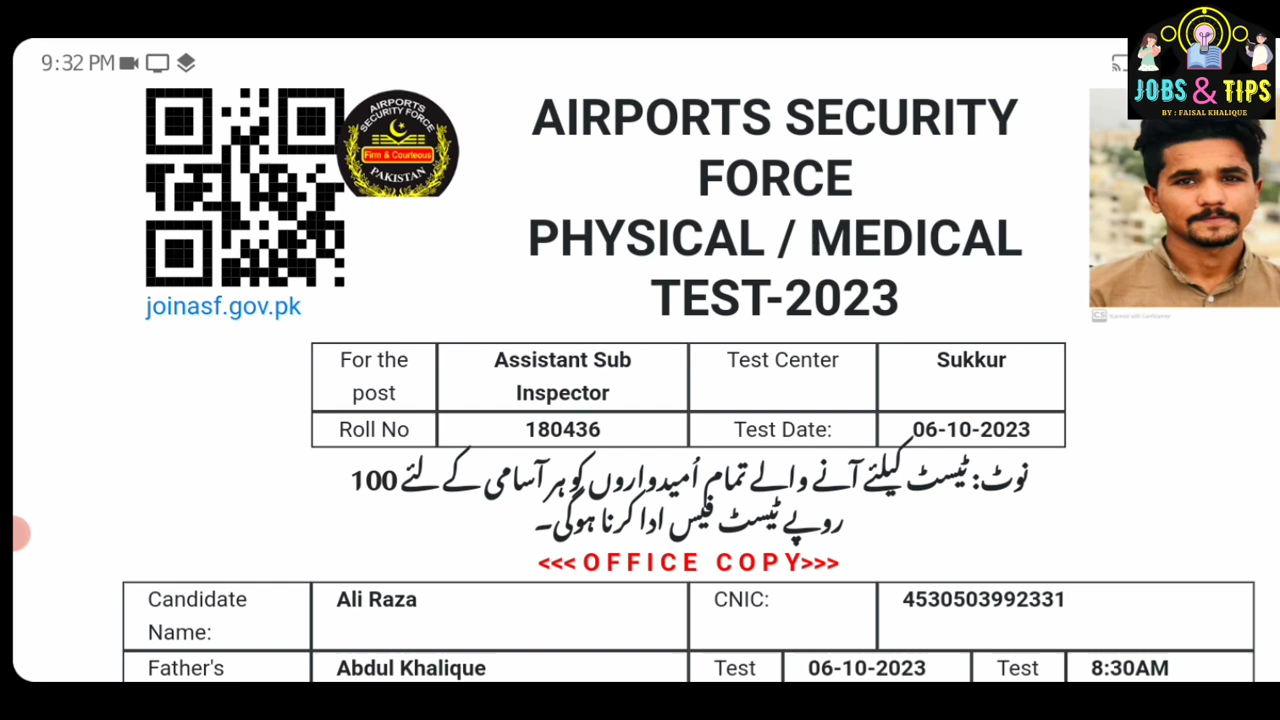 9:32 PM
JOBS & TIPS
BY : FAISAL KHALIQUE
AIRPORTS SECURITY FORCE
Firm & Courteous
PAKISTAN
AIRPORTS SECURITY
FORCE
PHYSICAL / MEDICAL
TEST-2023
joinasf.gov.pk
CS Scanned with CamScanner
For the post Assistant Sub Inspector Test Center Sukkur
Roll No 180436 Test Date: 06-10-2023
نوٹ: ٹیسٹ کیلئے آنے والے تمام اُمیدواروں کو ہر آسامی کے لئے 100
روپے ٹیسٹ فیس ادا کرنا ہوگی۔
<<< O F F I C E C O P Y>>>
Candidate Name: Ali Raza CNIC: 4530503992331
Father's Abdul Khalique Test 06-10-2023 Test 8:30AM